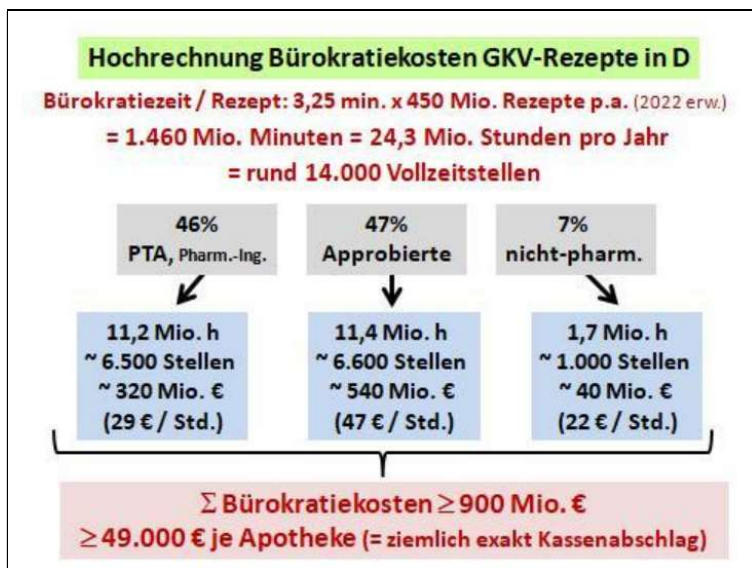 Hochrechnung Bürokratiekosten GKV-Rezepte in D
Bürokratiezeit / Rezept: 3,25 min. x 450 Mio. Rezepte p.a. (2022 erw.)
= 1.460 Mio. Minuten = 24,3 Mio. Stunden pro Jahr
= rund 14.000 Vollzeitstellen
46%
PTA, Pharm.-Ing.
47%
Approbierte
7%
nicht-pharm.
11,2 Mio. h
~ 6.500 Stellen
~ 320 Mio. €
(29 € / Std.)
11,4 Mio. h
~ 6.600 Stellen
~ 540 Mio. €
(47 € / Std.)
1,7 Mio. h
~ 1.000 Stellen
~ 40 Mio. €
(22 € / Std.)
Σ Bürokratiekosten ≥ 900 Mio. €
≥ 49.000 € je Apotheke (= ziemlich exakt Kassenabschlag)